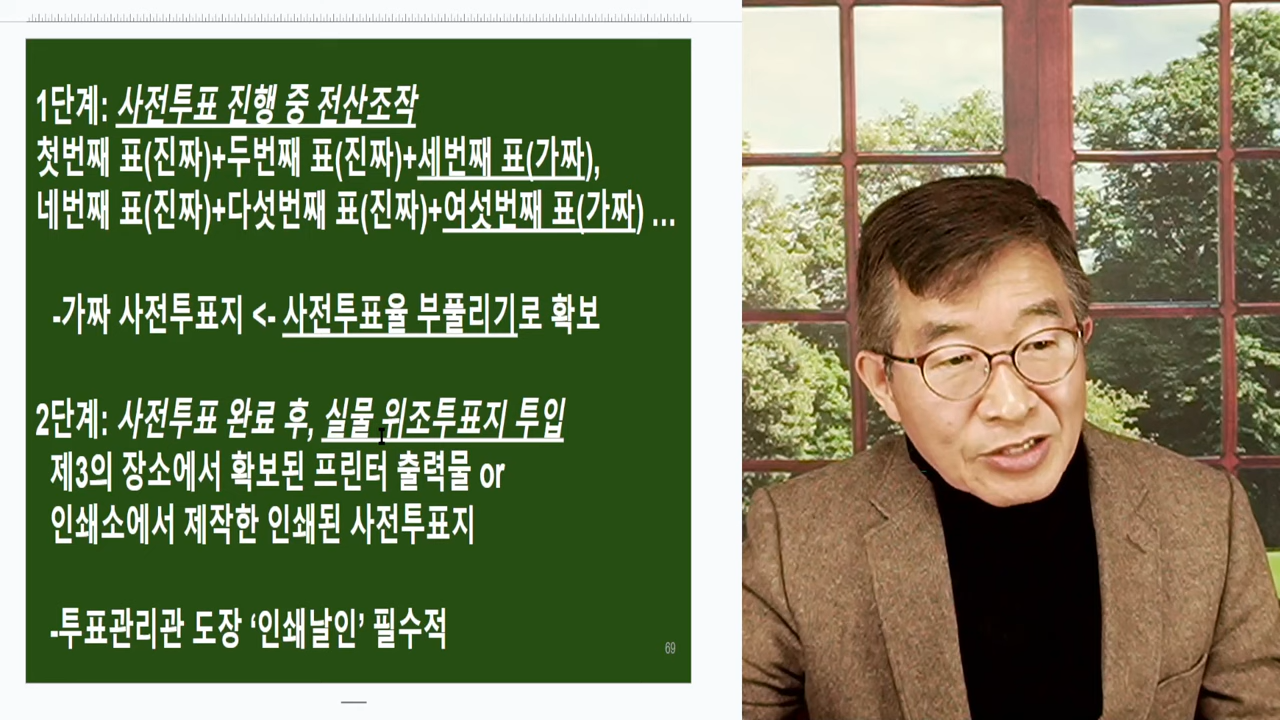 1단계: 사전투표 진행 중 전산조작
첫번째 표(진짜)+두번째 표(진짜)+세번째 표(가짜),
네번째 표(진짜)+다섯번째 표(진짜)+여섯번째 표(가짜) ...
-가짜 사전투표지 <- 사전투표율 부풀리기로 확보
2단계: 사전투표 완료 후, 실물 위조투표지 투입
제3의 장소에서 확보된 프린터 출력물 or
인쇄소에서 제작한 인쇄된 사전투표지
-투표관리관 도장 ‘인쇄날인’ 필수적
69